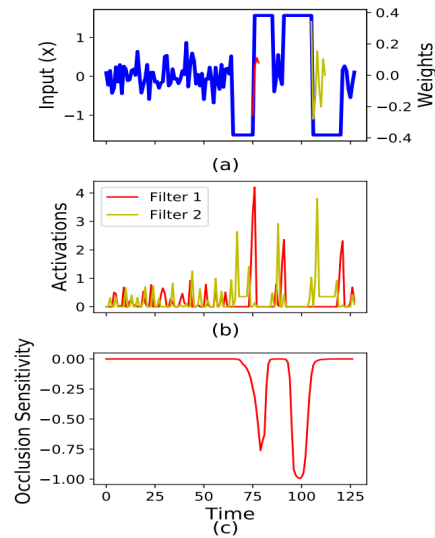 Input (x)
1
0
−1
0.4
0.2
0.0
−0.2
−0.4
Weights
(a)
Activations
4
3
2
1
0
Filter 1
Filter 2
(b)
Occlusion Sensitivity
0.00
−0.25
−0.50
−0.75
−1.00
0 25 50 75 100 125
Time
(c)